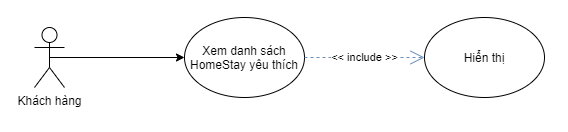 Xem danh sách
HomeStay yêu thích
<< include >>
Hiển thị
Khách hàng